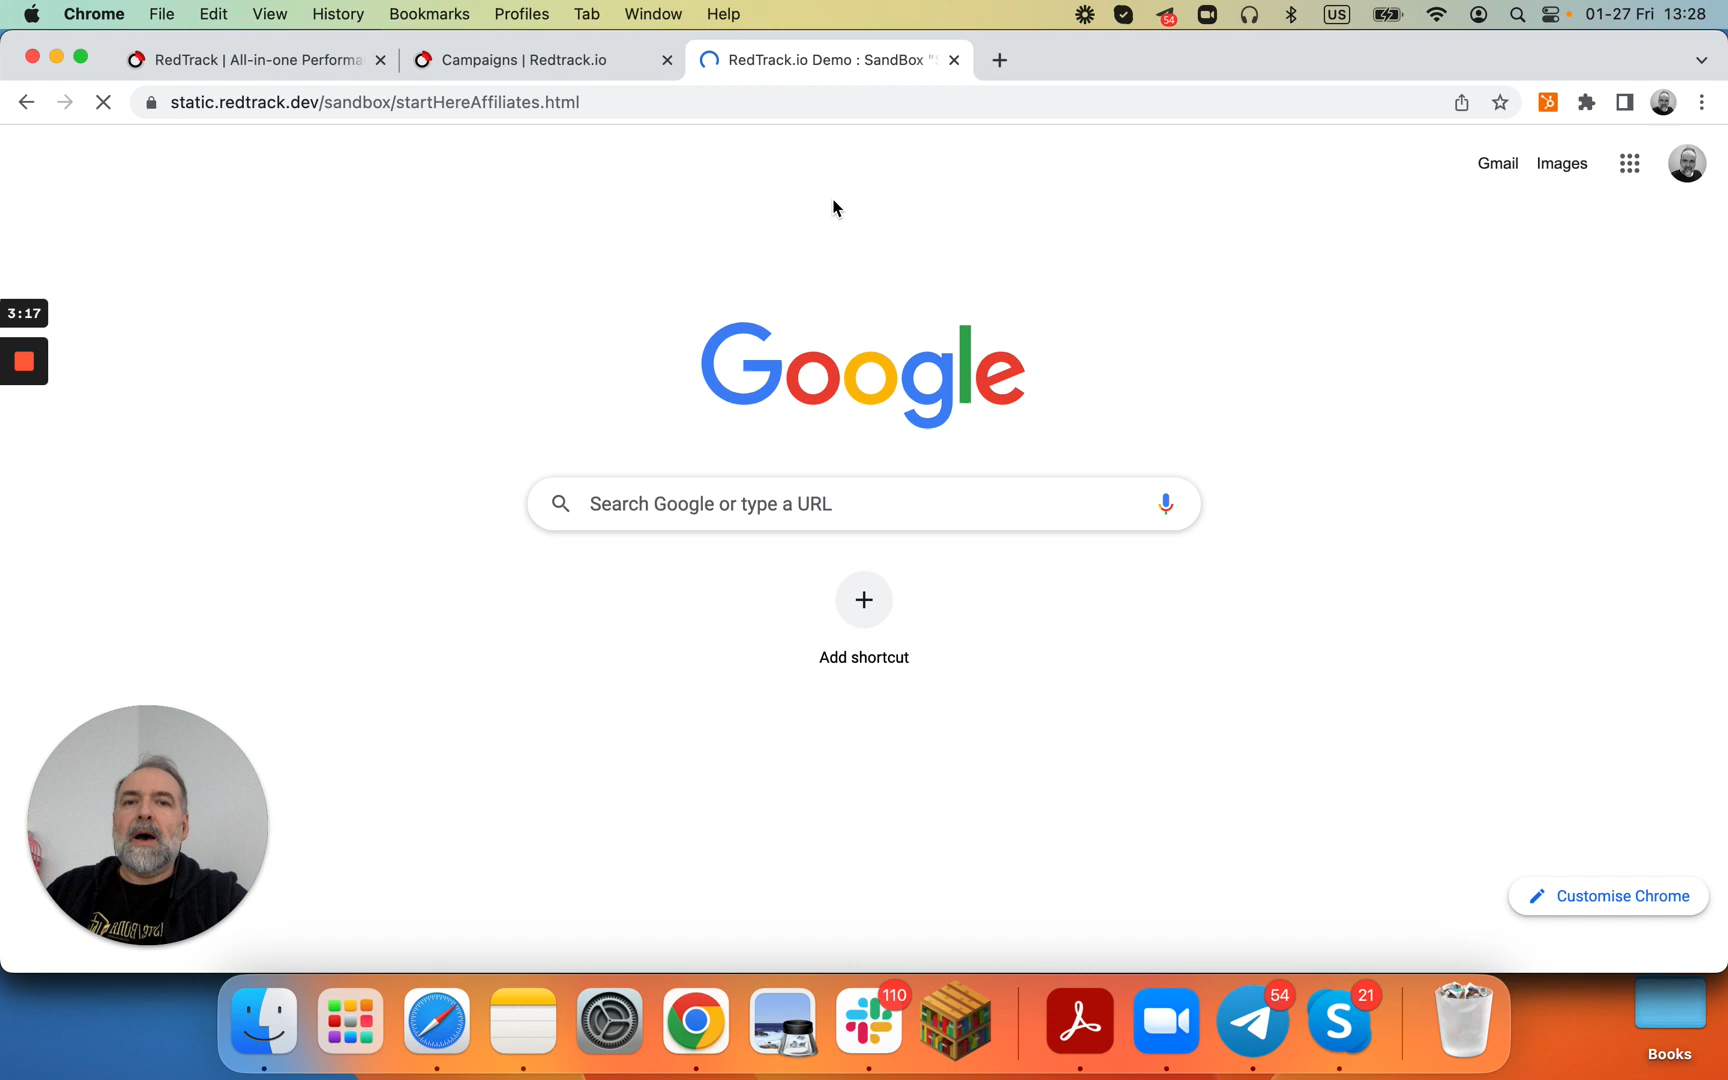 Chrome File Edit View History Bookmarks Profiles Tab Window Help
54
US
01-27 Fri 13:28
RedTrack | All-in-one Performa
Campaigns | Redtrack.io
RedTrack.io Demo : SandBox "S
static.redtrack.dev/sandbox/startHereAffiliates.html
Gmail Images
3:17
Google
Search Google or type a URL
Add shortcut
Customise Chrome
110
54
21
Books